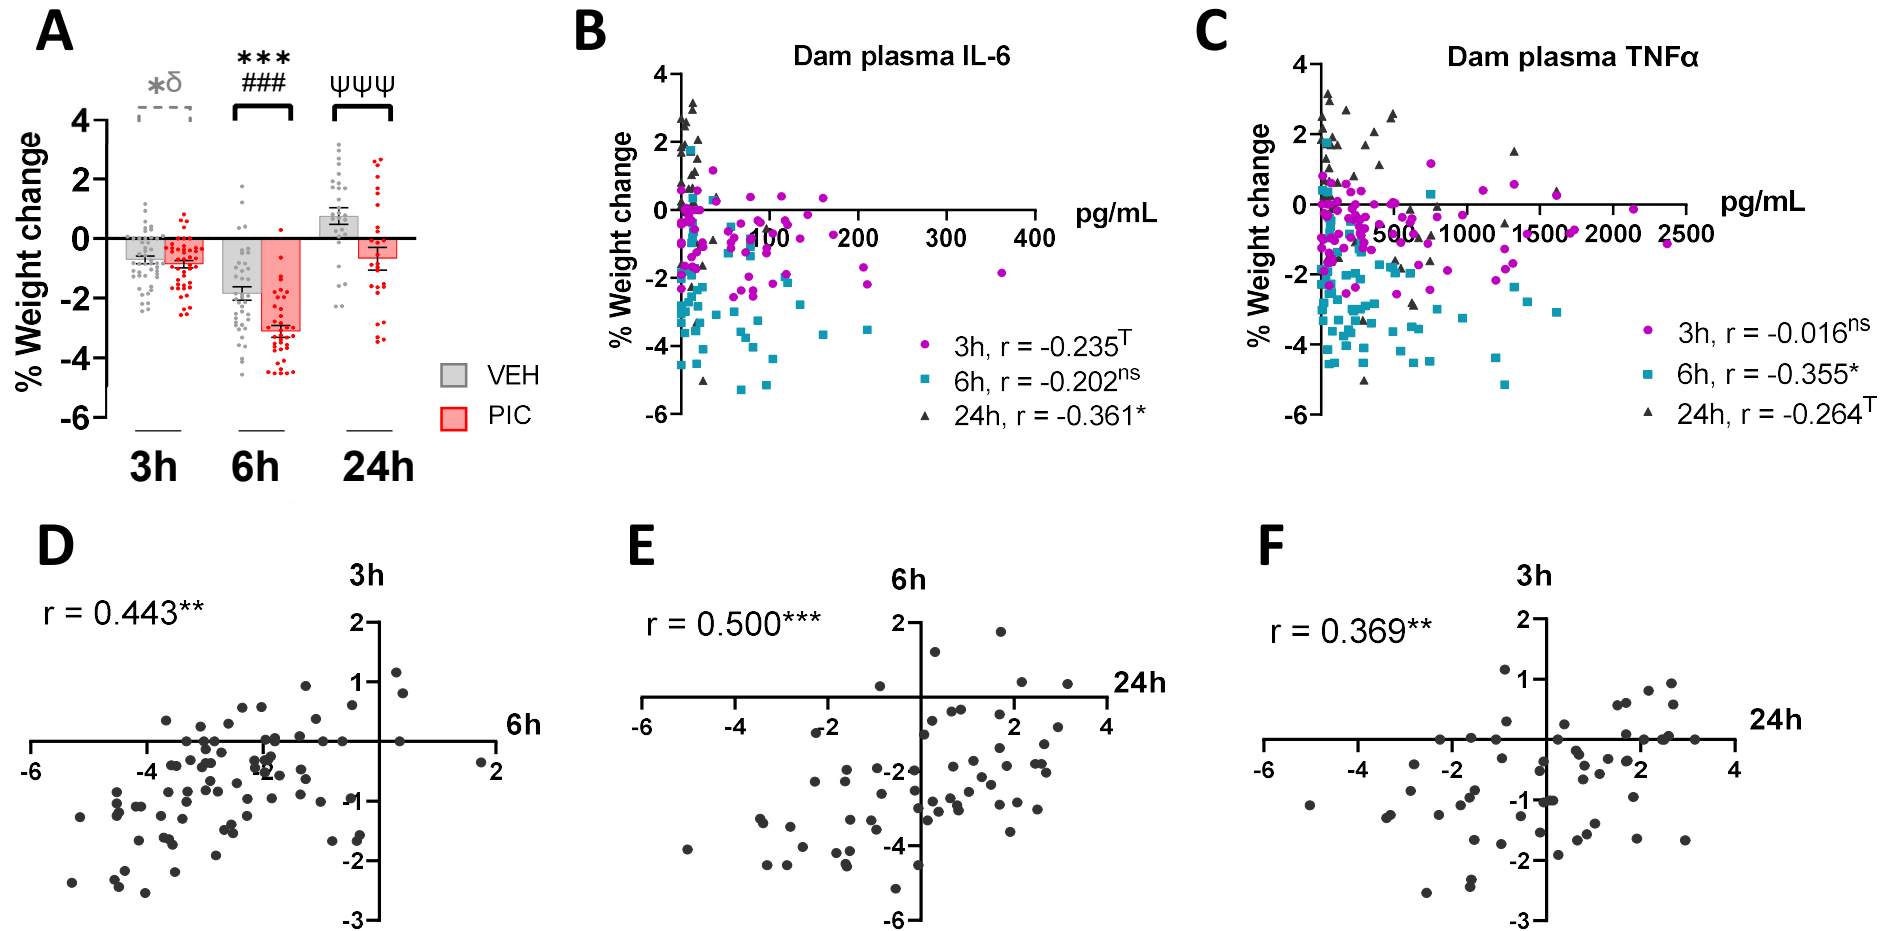 A
∗δ
∗∗∗
###
ψψψ
% Weight change
4
2
0
-2
-4
-6
3h
6h
24h
VEH
PIC
B
Dam plasma IL-6
% Weight change
4
2
0
-2
-4
-6
100
200
300
400
pg/mL
3h, r = -0.235ᵀ
6h, r = -0.202ⁿˢ
24h, r = -0.361*
C
Dam plasma TNFα
% Weight change
4
2
0
-2
-4
-6
500
1000
1500
2000
2500
pg/mL
3h, r = -0.016ⁿˢ
6h, r = -0.355*
24h, r = -0.264ᵀ
D
3h
r = 0.443**
2
1
-1
-2
-3
6h
-6
-4
-2
2
E
6h
r = 0.500***
2
-2
-4
-6
24h
-6
-4
-2
2
4
F
3h
r = 0.369**
2
1
-1
-2
-3
24h
-6
-4
-2
2
4